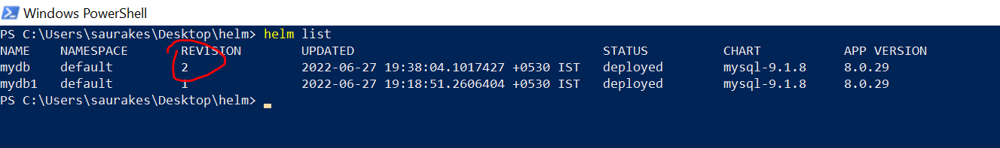 Windows PowerShell
PS C:\Users\saurakes\Desktop\helm> helm list
NAME NAMESPACE REVISION UPDATED STATUS CHART APP VERSION
mydb default 2 2022-06-27 19:38:04.1017427 +0530 IST deployed mysql-9.1.8 8.0.29
mydb1 default 1 2022-06-27 19:18:51.2606404 +0530 IST deployed mysql-9.1.8 8.0.29
PS C:\Users\saurakes\Desktop\helm>